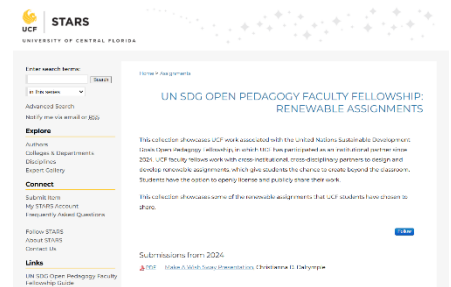 UCF STARS
UNIVERSITY OF CENTRAL FLORIDA
Enter search terms:
Search
in this series
Advanced Search
Notify me via email or RSS
Explore
Authors
Colleges & Departments
Disciplines
Expert Gallery
Connect
Submit Item
My STARS Account
Frequently Asked Questions
Follow STARS
About STARS
Contact Us
Links
UN SDG Open Pedagogy Faculty
Fellowship Guide
Home > Assignments
UN SDG OPEN PEDAGOGY FACULTY FELLOWSHIP:
RENEWABLE ASSIGNMENTS
This collection showcases UCF work associated with the United Nations Sustainable Development
Goals Open Pedagogy Fellowship, in which UCF has participated as an institutional partner since
2024. UCF faculty fellows work with cross-institutional, cross-disciplinary partners to design and
develop renewable assignments, which give students the chance to create beyond the classroom.
Students have the option to openly license and publicly share their work.
This collection showcases some of the renewable assignments that UCF students have chosen to
share.
Follow
Submissions from 2024
PDF Make A Wish Sway Presentation, Christianna D. Dalrymple